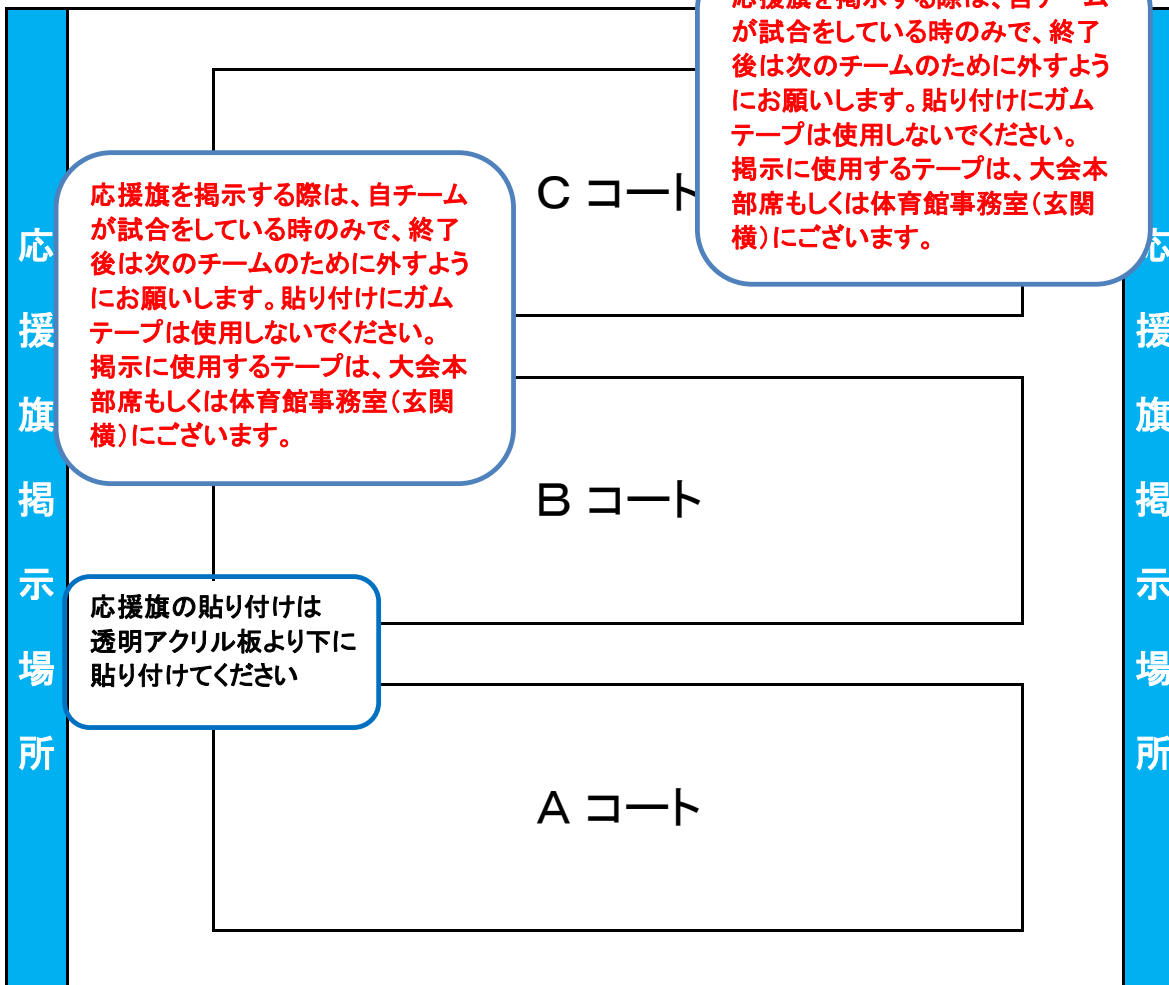 応援旗を掲示する際は、自チーム
が試合をしている時のみで、終了
後は次のチームのために外すよう
にお願いします。貼り付けにガム
テープは使用しないでください。
掲示に使用するテープは、大会本
部席もしくは体育館事務室(玄関
横)にございます。
C コート
応援旗を掲示する際は、自チーム
が試合をしている時のみで、終了
後は次のチームのために外すよう
にお願いします。貼り付けにガム
テープは使用しないでください。
掲示に使用するテープは、大会本
部席もしくは体育館事務室(玄関
横)にございます。
B コート
応援旗の貼り付けは
透明アクリル板より下に
貼り付けてください
A コート
応援旗掲示場所
応援旗掲示場所